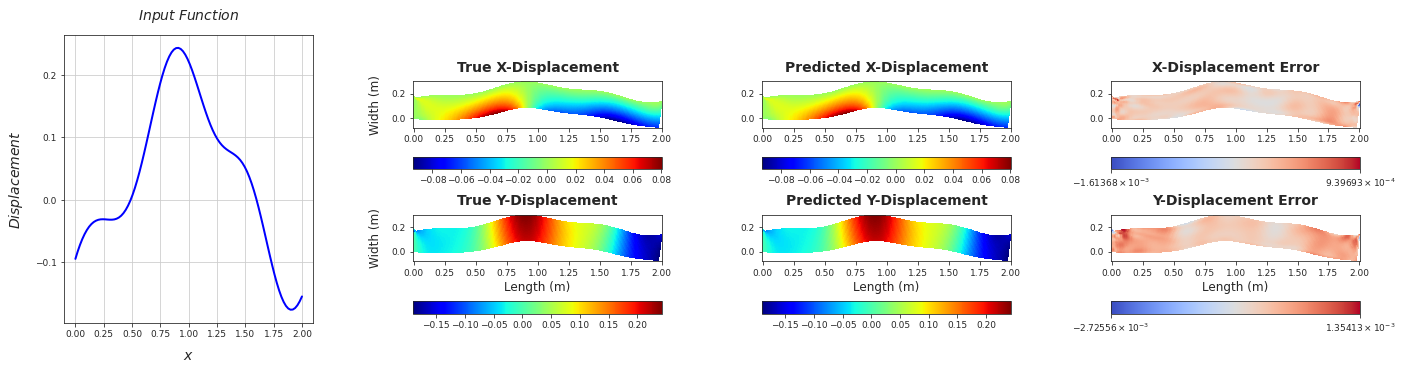 Input Function
Displacement
0.2
0.1
0.0
−0.1
0.00 0.25 0.50 0.75 1.00 1.25 1.50 1.75 2.00
x
True X-Displacement
Width (m)
0.2
0.0
0.00 0.25 0.50 0.75 1.00 1.25 1.50 1.75 2.00
−0.08 −0.06 −0.04 −0.02 0.00 0.02 0.04 0.06 0.08
Predicted X-Displacement
0.2
0.0
0.00 0.25 0.50 0.75 1.00 1.25 1.50 1.75 2.00
−0.08 −0.06 −0.04 −0.02 0.00 0.02 0.04 0.06 0.08
X-Displacement Error
0.2
0.0
0.00 0.25 0.50 0.75 1.00 1.25 1.50 1.75 2.00
−1.61368 × 10⁻³ 9.39693 × 10⁻⁴
True Y-Displacement
Width (m)
0.2
0.0
0.00 0.25 0.50 0.75 1.00 1.25 1.50 1.75 2.00
Length (m)
−0.15 −0.10 −0.05 0.00 0.05 0.10 0.15 0.20
Predicted Y-Displacement
0.2
0.0
0.00 0.25 0.50 0.75 1.00 1.25 1.50 1.75 2.00
Length (m)
−0.15 −0.10 −0.05 0.00 0.05 0.10 0.15 0.20
Y-Displacement Error
0.2
0.0
0.00 0.25 0.50 0.75 1.00 1.25 1.50 1.75 2.00
Length (m)
−2.72556 × 10⁻³ 1.35413 × 10⁻³